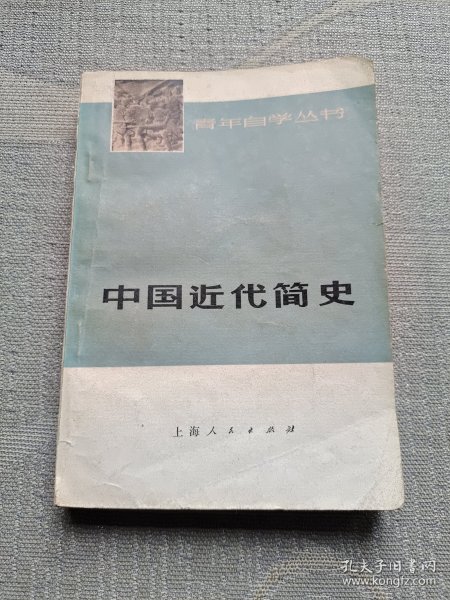 青年自学丛书
中国近代简史
上海人民出版社
孔夫子旧书网
www.kongfz.com